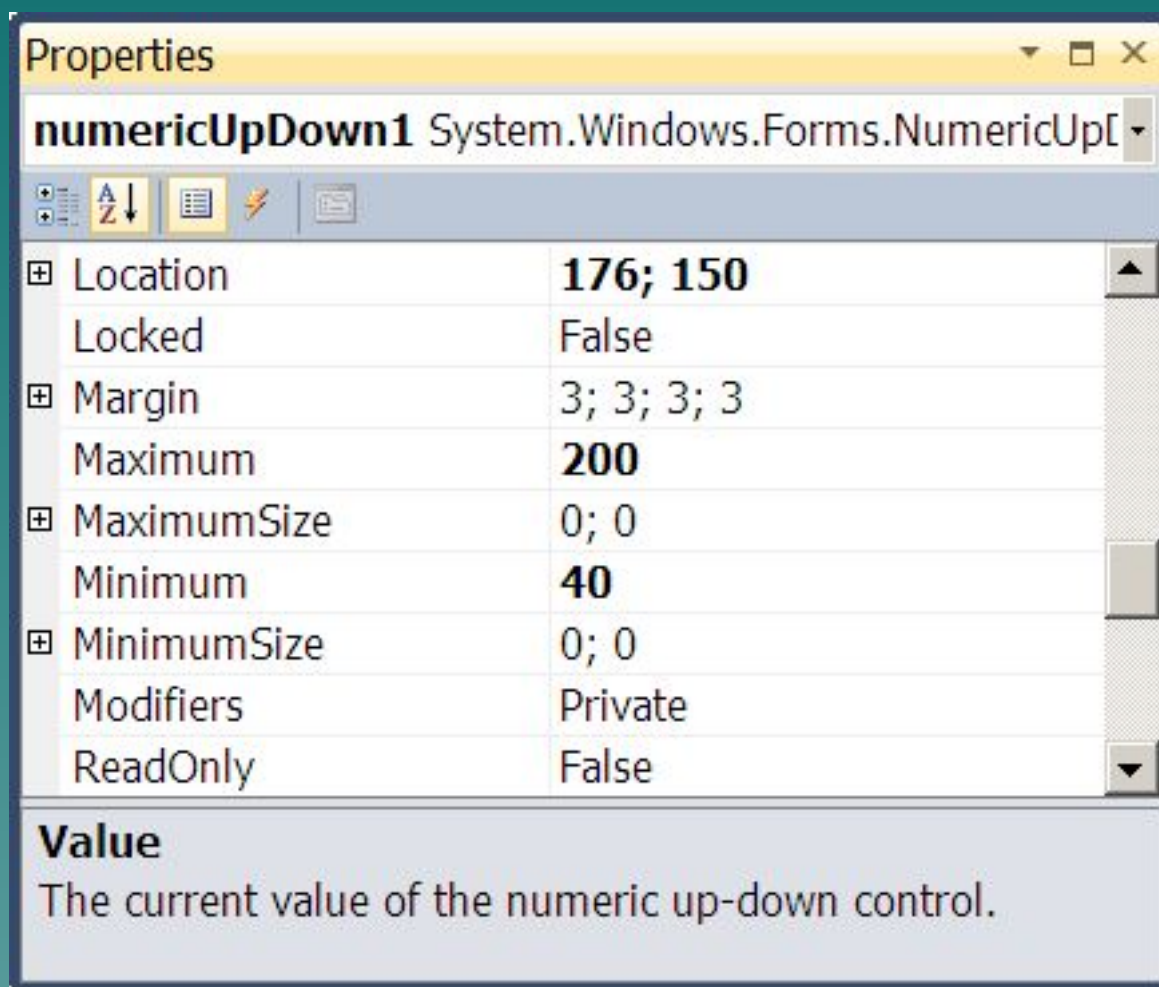 Properties
numericUpDown1 System.Windows.Forms.NumericUpD
Location 176; 150
Locked False
Margin 3; 3; 3; 3
Maximum 200
MaximumSize 0; 0
Minimum 40
MinimumSize 0; 0
Modifiers Private
ReadOnly False
Value
The current value of the numeric up-down control.